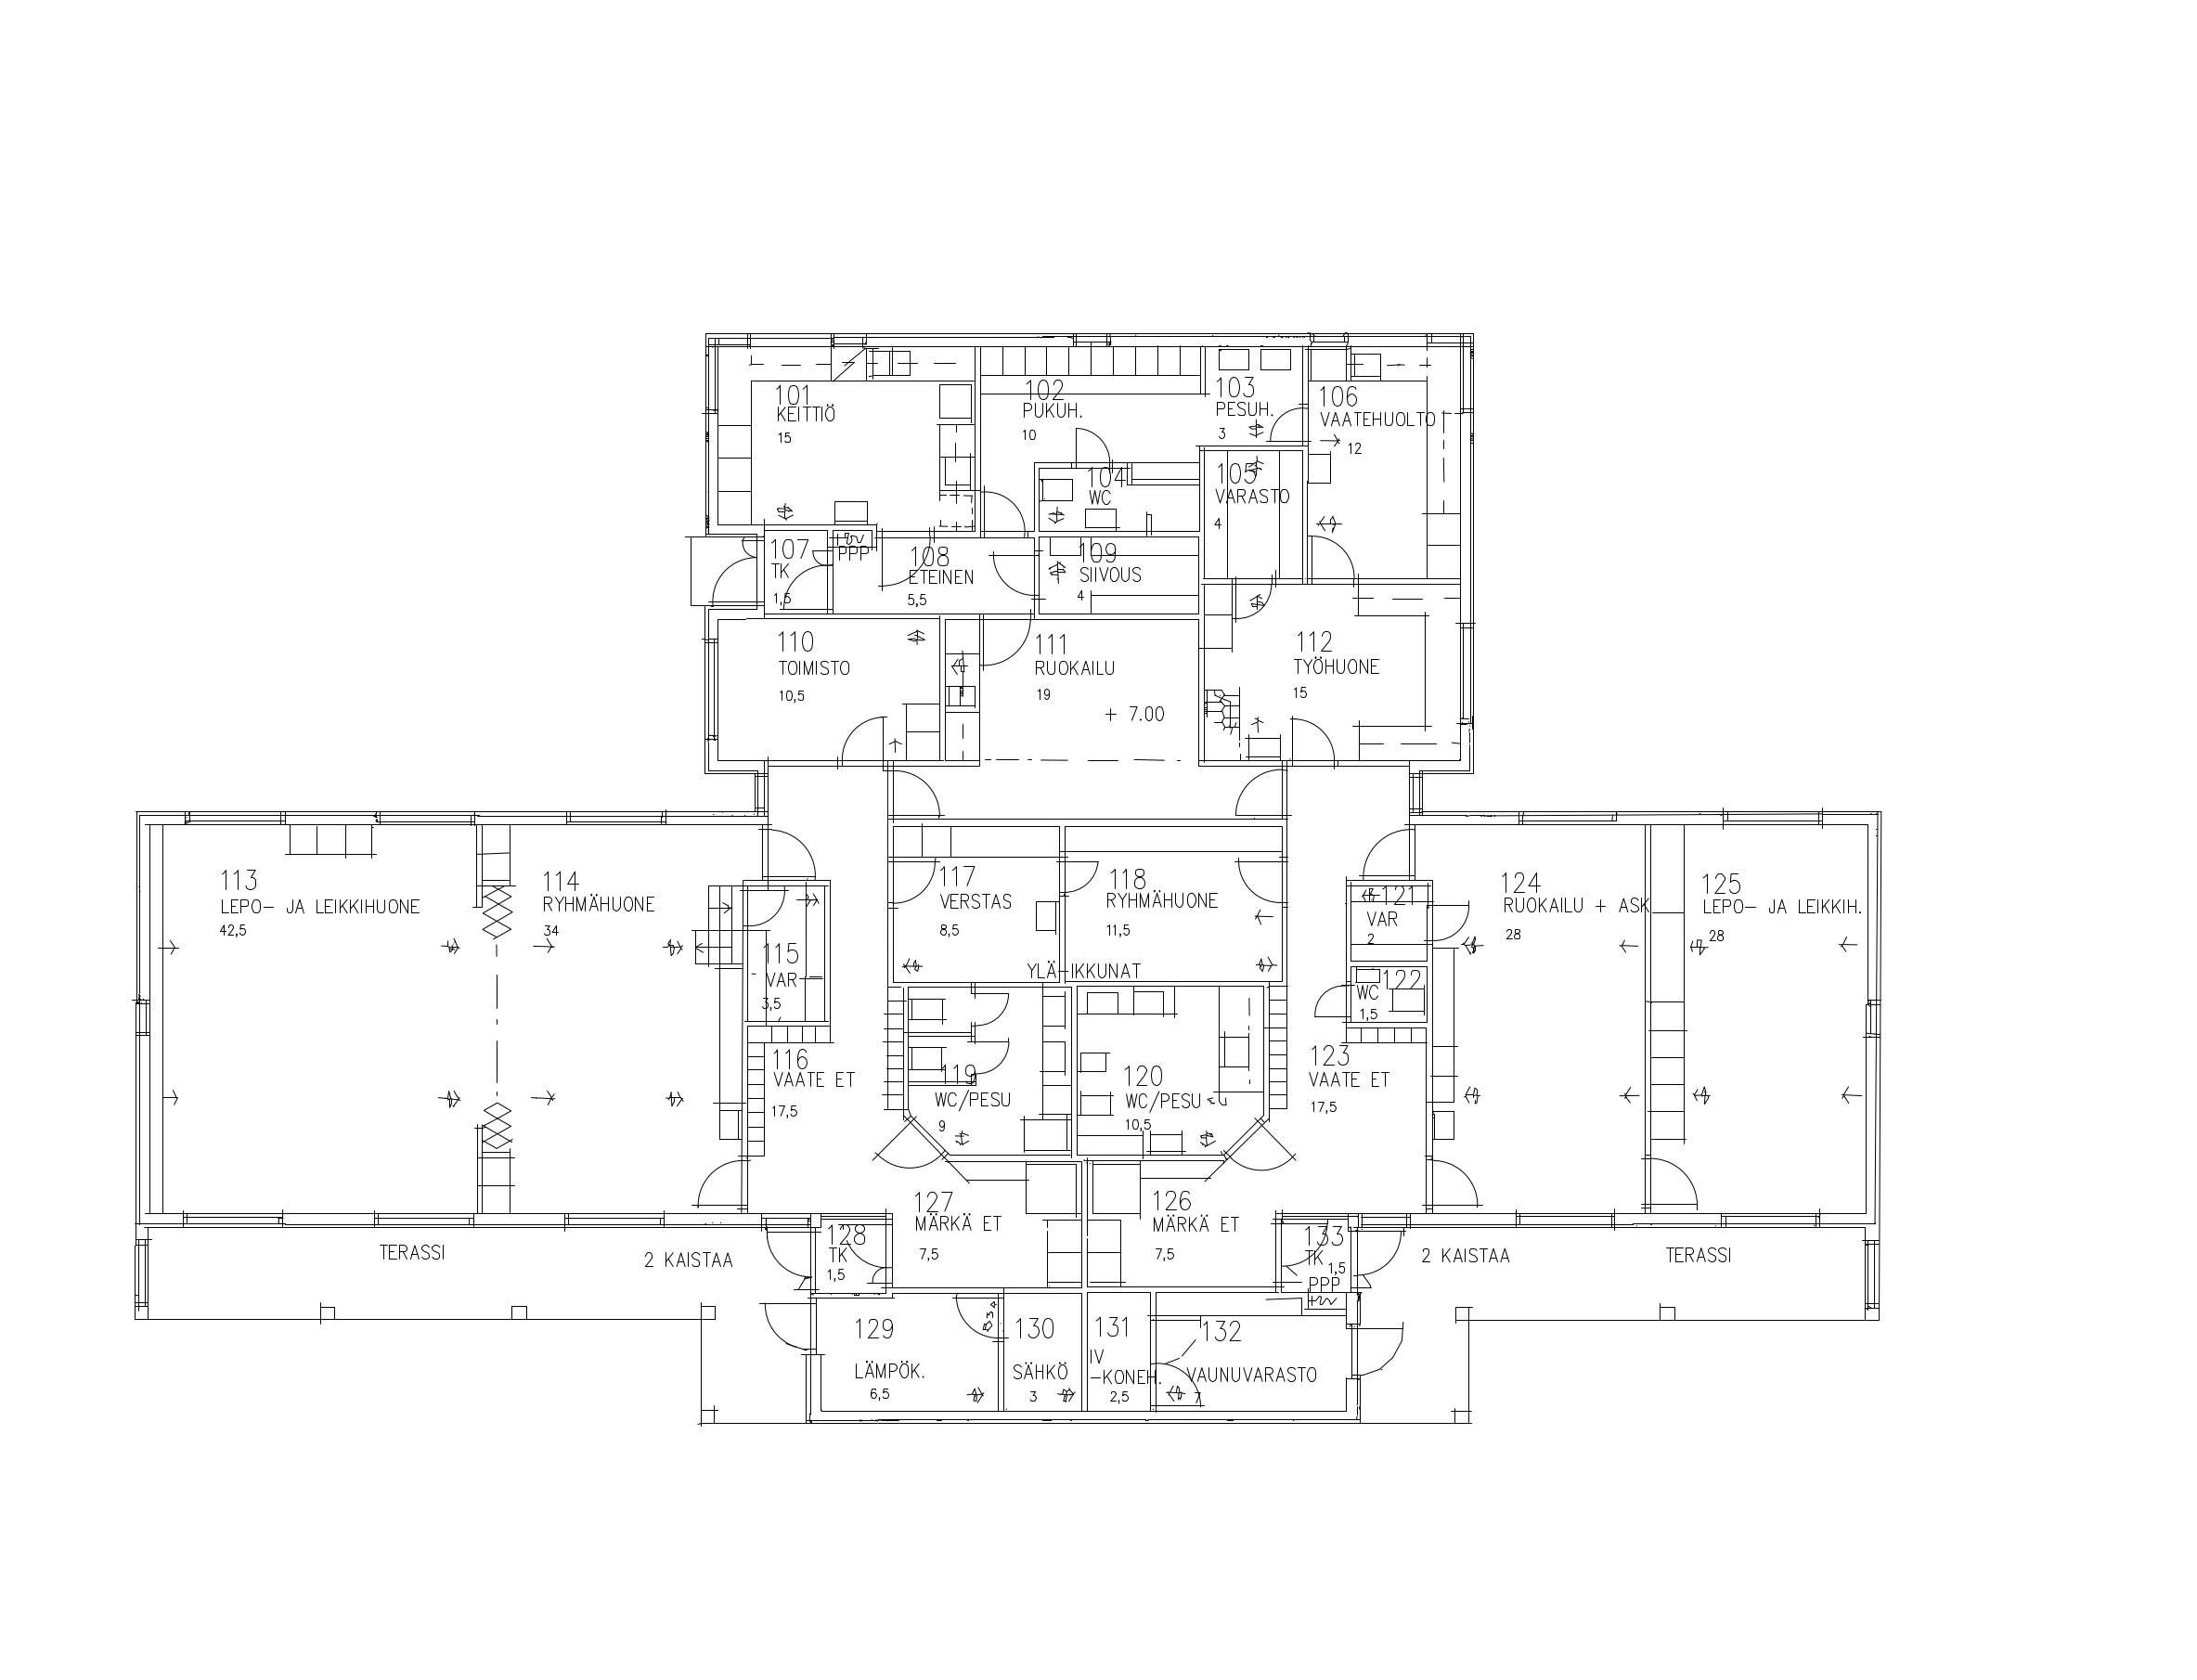 101
KEITTIÖ
15
102
PUKUH.
10
103
PESUH.
3
106
VAATEHUOLTO
12
104
WC
105
VARASTO
4
107
TK
1,5
PPP
108
ETEINEN
5,5
109
SIIVOUS
4
110
TOIMISTO
10,5
111
RUOKAILU
19
+ 7.00
112
TYÖHUONE
15
113
LEPO- JA LEIKKIHUONE
42,5
114
RYHMÄHUONE
34
115
VAR
3,5
116
VAATE ET
17,5
117
VERSTAS
8,5
118
RYHMÄHUONE
11,5
YLÄ-IKKUNAT
119
WC/PESU
9
120
WC/PESU
10,5
121
VAR
2
122
WC
1,5
123
VAATE ET
17,5
124
RUOKAILU + ASK
28
125
LEPO- JA LEIKKIH.
28
127
MÄRKÄ ET
7,5
126
MÄRKÄ ET
7,5
128
TK
1,5
133
TK
1,5
PPP
TERASSI
2 KAISTAA
2 KAISTAA
TERASSI
129
LÄMPÖK.
6,5
130
SÄHKÖ
3
131
IV
-KONEH.
2,5
132
VAUNUVARASTO
7